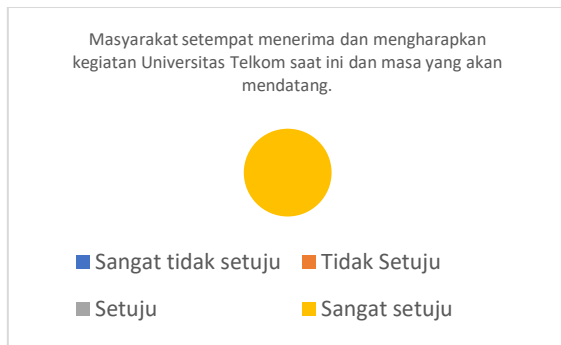 Masyarakat setempat menerima dan mengharapkan
kegiatan Universitas Telkom saat ini dan masa yang akan
mendatang.
Sangat tidak setuju
Tidak Setuju
Setuju
Sangat setuju